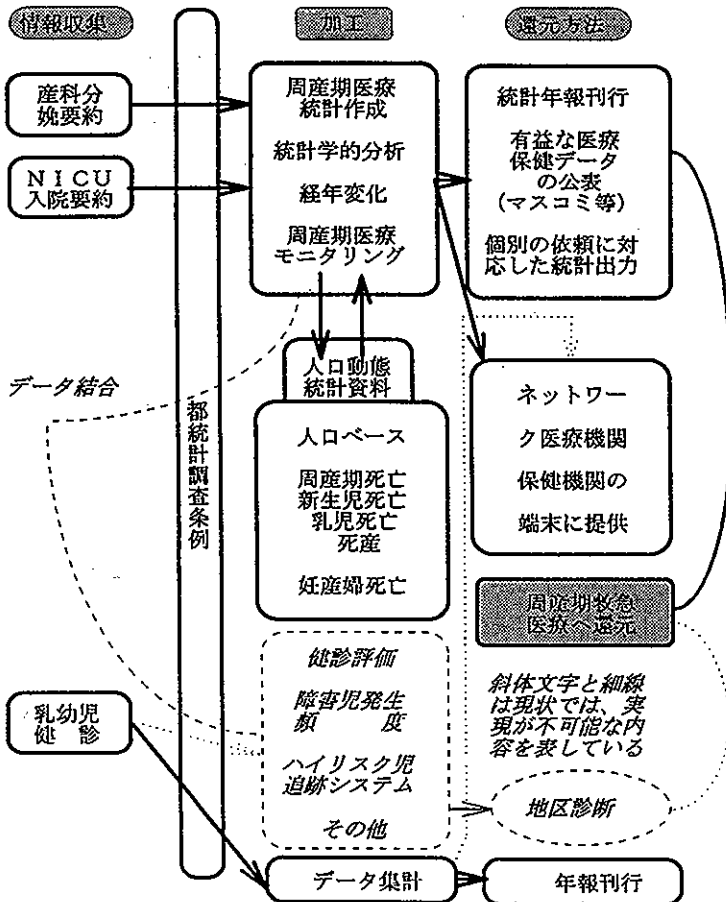 情報収集
加工
還元方法
産科分
娩要約
NICU
入院要約
都統計調査条例
周産期医療
統計作成
統計学的分析
経年変化
周産期医療
モニタリング
統計年報刊行
有益な医療
保健データ
の公表
(マスコミ等)
個別の依頼に対
応した統計出力
データ結合
人口動態
統計資料
人口ベース
周産期死亡
新生児死亡
乳児死亡
死産
妊産婦死亡
ネットワー
ク医療機関
保健機関の
端末に提供
周産期救急
医療へ還元
乳幼児
健 診
健診評価
障害児発生
頻 度
ハイリスク児
追跡システム
その他
斜体文字と細線
は現状では、実
現が不可能な内
容を表している
地区診断
データ集計
年報刊行